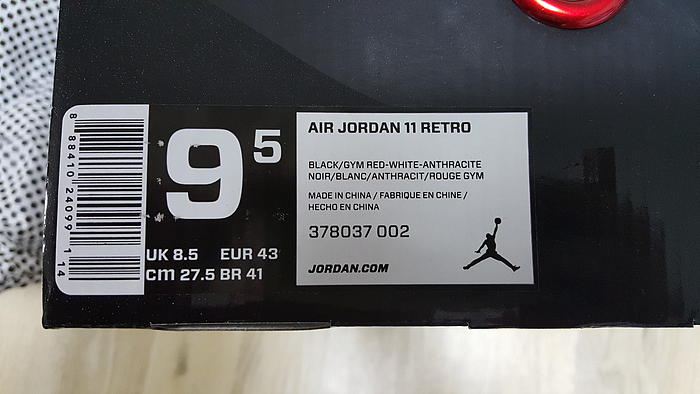 8 88410 24099 1 14
9 5
UK 8.5 EUR 43
cm 27.5 BR 41
AIR JORDAN 11 RETRO
BLACK/GYM RED-WHITE-ANTHRACITE
NOIR/BLANC/ANTHRACIT/ROUGE GYM
MADE IN CHINA / FABRIQUE EN CHINE /
HECHO EN CHINA
378037 002
JORDAN.COM